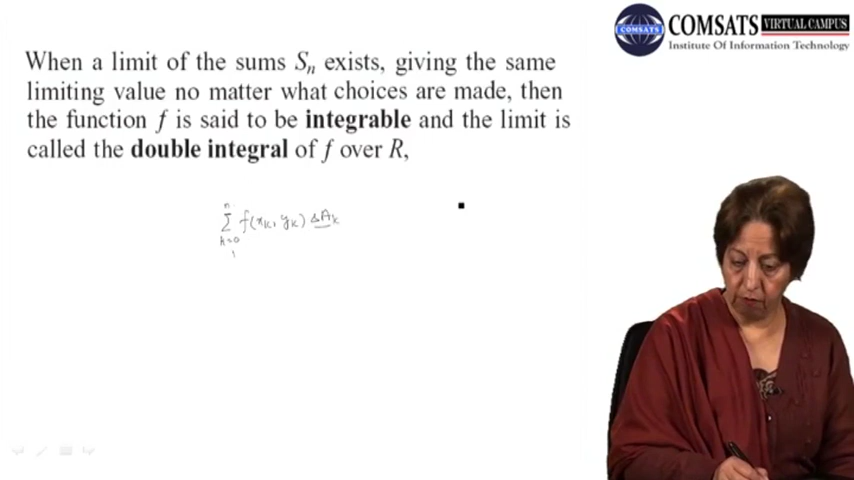 COMSATS VIRTUAL CAMPUS
COMSATS
Institute Of Information Technology
When a limit of the sums Sₙ exists, giving the same
limiting value no matter what choices are made, then
the function f is said to be integrable and the limit is
called the double integral of f over R,
n
Σ f(xₖ, yₖ) ΔAₖ
k=0
1